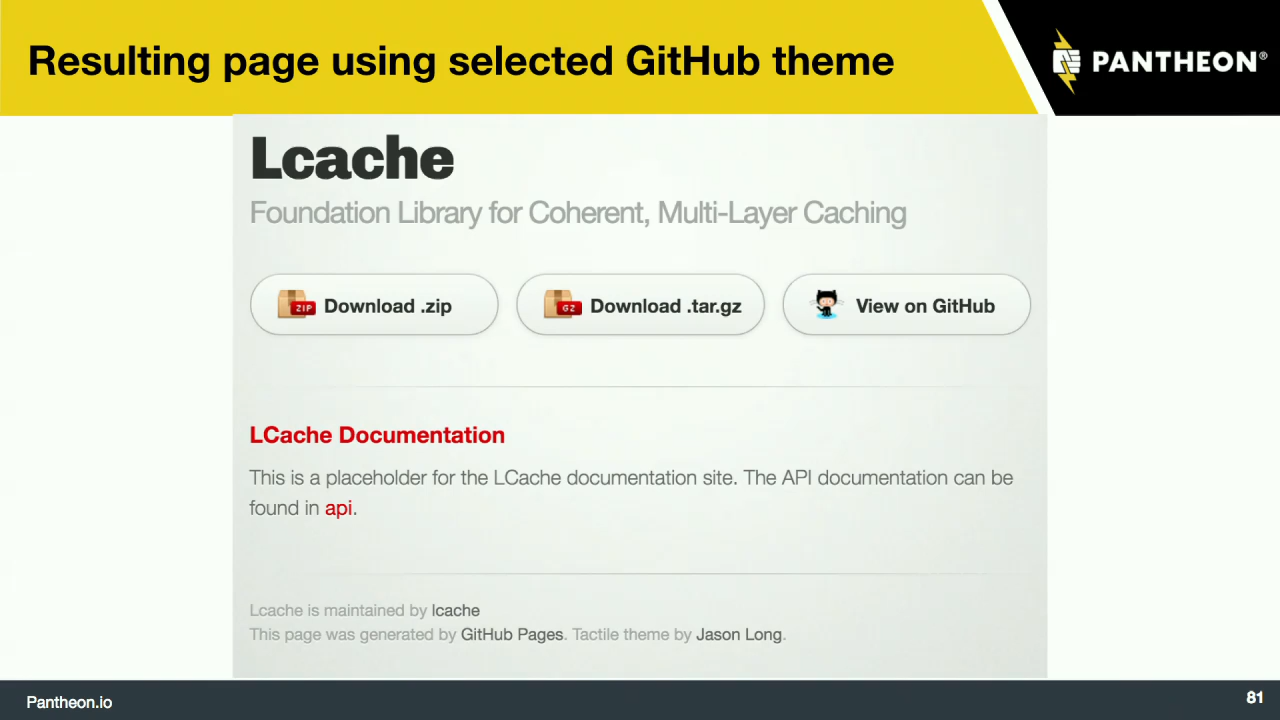 Resulting page using selected GitHub theme
PANTHEON®
Lcache
Foundation Library for Coherent, Multi-Layer Caching
ZIP Download .zip
GZ Download .tar.gz
View on GitHub
LCache Documentation
This is a placeholder for the LCache documentation site. The API documentation can be
found in api.
Lcache is maintained by lcache
This page was generated by GitHub Pages. Tactile theme by Jason Long.
Pantheon.io
81